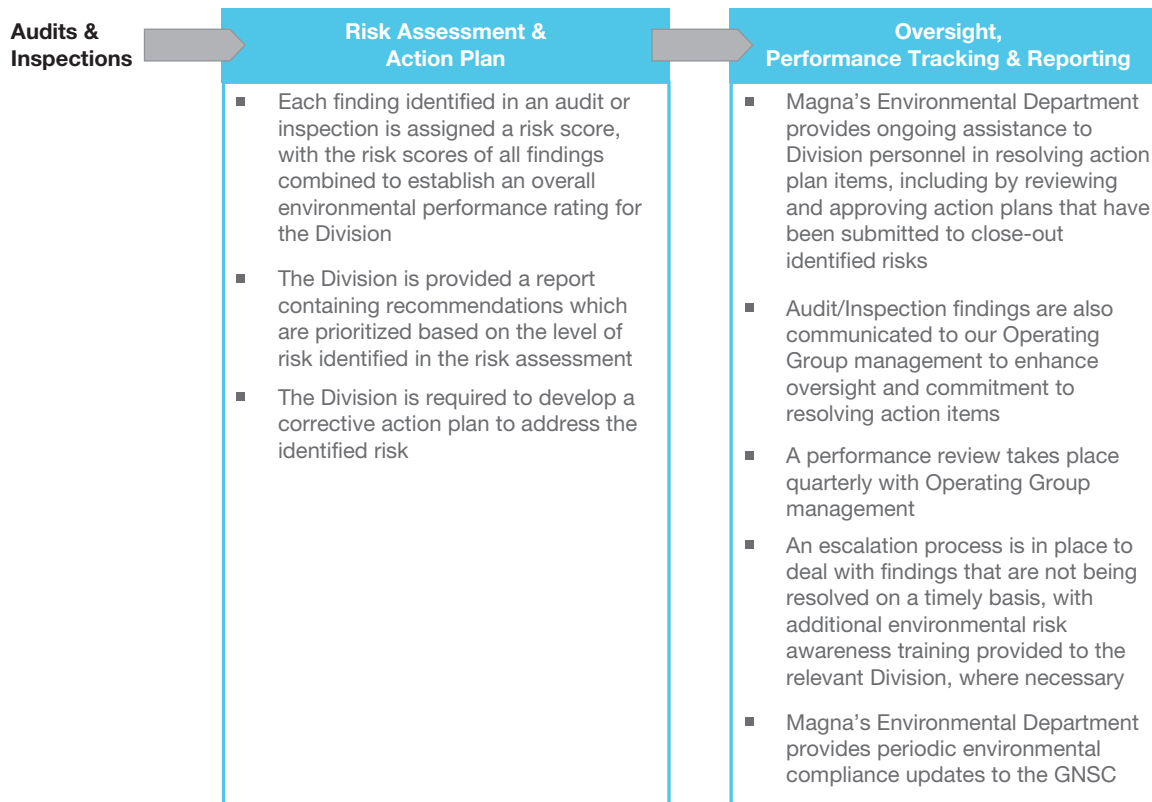 Audits &
Inspections
Risk Assessment &
Action Plan
■ Each finding identified in an audit or
inspection is assigned a risk score,
with the risk scores of all findings
combined to establish an overall
environmental performance rating for
the Division
■ The Division is provided a report
containing recommendations which
are prioritized based on the level of
risk identified in the risk assessment
■ The Division is required to develop a
corrective action plan to address the
identified risk
Oversight,
Performance Tracking & Reporting
■ Magna’s Environmental Department
provides ongoing assistance to
Division personnel in resolving action
plan items, including by reviewing
and approving action plans that have
been submitted to close-out
identified risks
■ Audit/Inspection findings are also
communicated to our Operating
Group management to enhance
oversight and commitment to
resolving action items
■ A performance review takes place
quarterly with Operating Group
management
■ An escalation process is in place to
deal with findings that are not being
resolved on a timely basis, with
additional environmental risk
awareness training provided to the
relevant Division, where necessary
■ Magna’s Environmental Department
provides periodic environmental
compliance updates to the GNSC